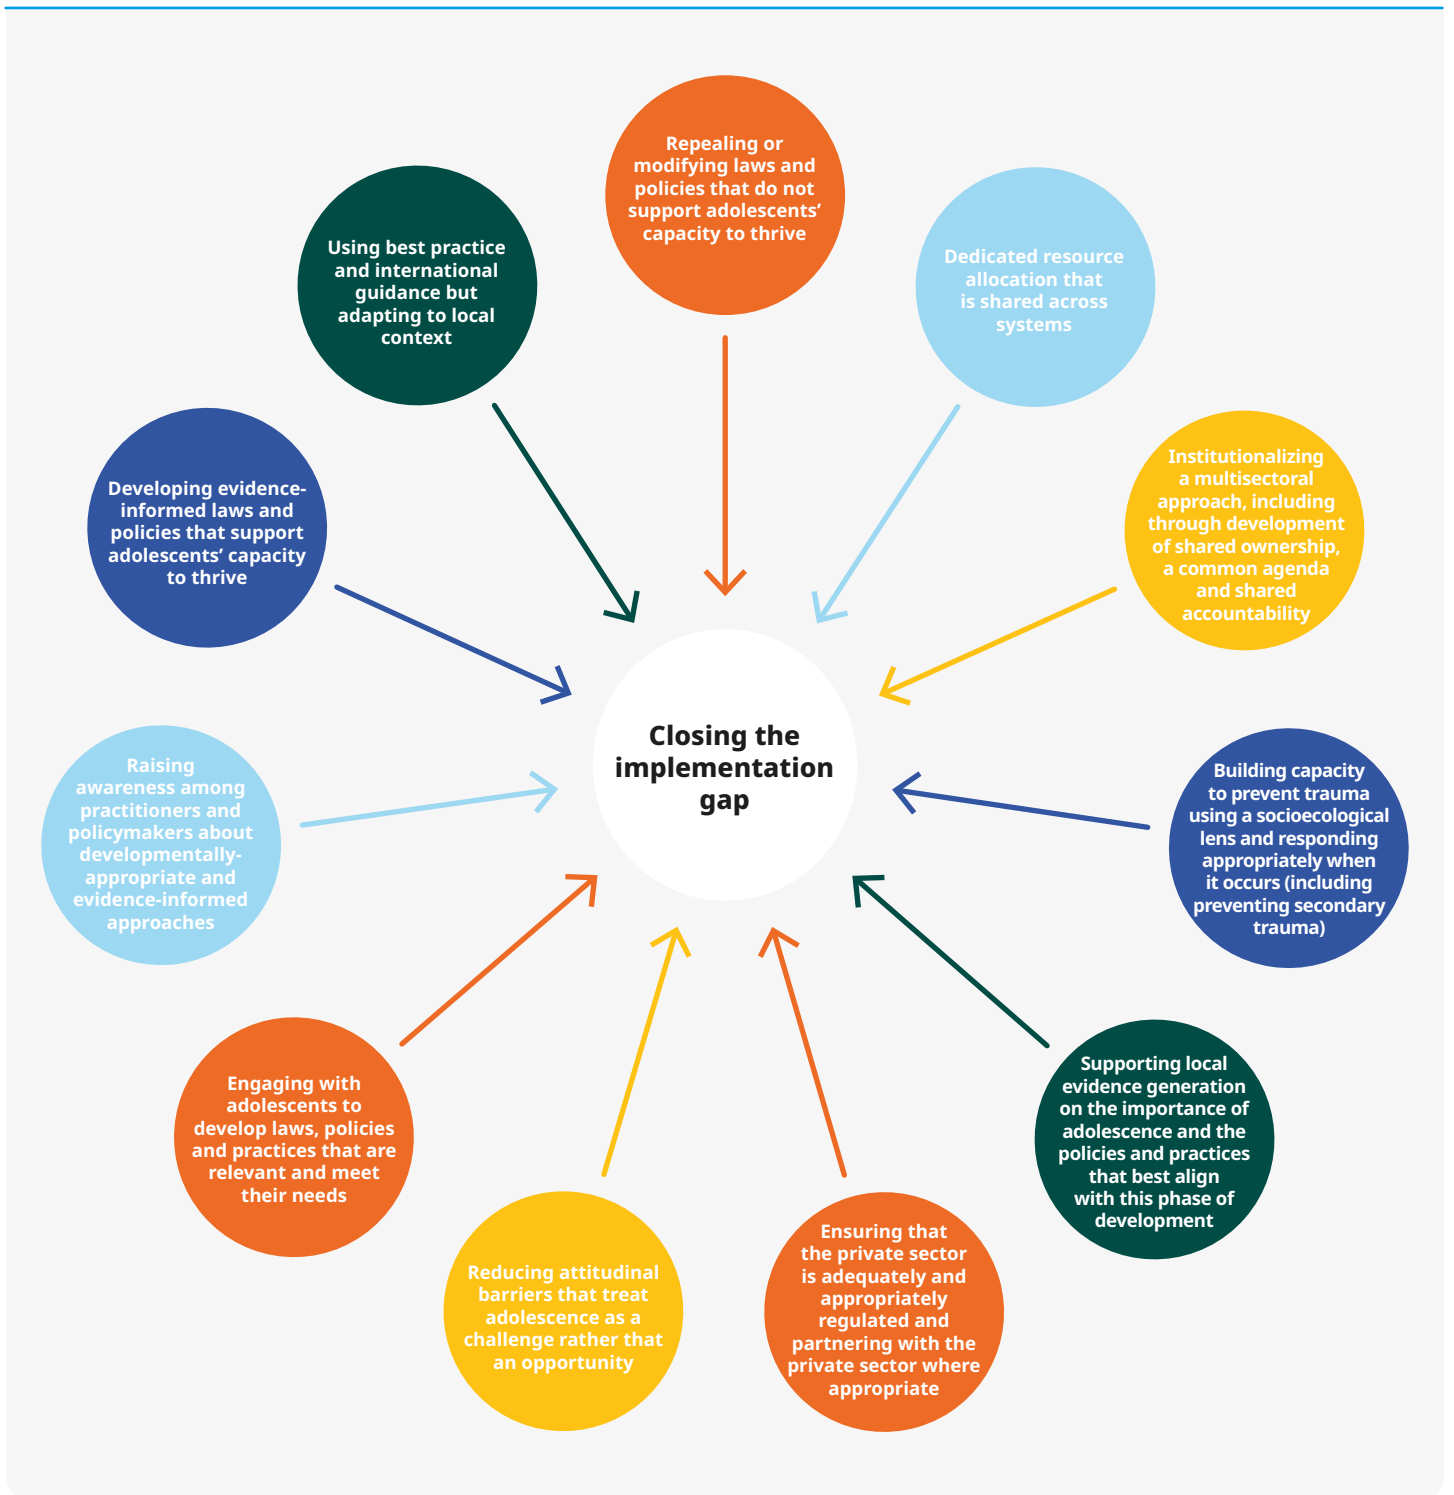 Repealing or
modifying laws and
policies that do not
support adolescents’
capacity to thrive
Dedicated resource
allocation that
is shared across
systems
Institutionalizing
a multisectoral
approach, including
through development
of shared ownership,
a common agenda
and shared
accountability
Building capacity
to prevent trauma
using a socioecological
lens and responding
appropriately when
it occurs (including
preventing secondary
trauma)
Supporting local
evidence generation
on the importance of
adolescence and the
policies and practices
that best align
with this phase of
development
Ensuring that
the private sector
is adequately and
appropriately
regulated and
partnering with the
private sector where
appropriate
Reducing attitudinal
barriers that treat
adolescence as a
challenge rather that
an opportunity
Engaging with
adolescents to
develop laws, policies
and practices that are
relevant and meet
their needs
Raising
awareness among
practitioners and
policymakers about
developmentally-
appropriate and
evidence-informed
approaches
Developing evidence-
informed laws and
policies that support
adolescents’ capacity
to thrive
Using best practice
and international
guidance but
adapting to local
context
Closing the
implementation
gap